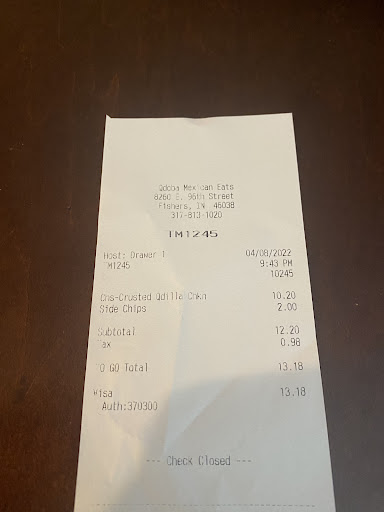 Qdoba Mexican Eats
8260 E. 96th Street
Fishers, IN 46038
317-813-1020
TM1245
Host: Drawer 1 04/08/2022
TM1245 9:43 PM
10245
Chs-Crusted Qdilla Chkn 10.20
Side Chips 2.00
Subtotal 12.20
Tax 0.98
TO GO Total 13.18
Visa 13.18
Auth:370300
--- Check Closed ---